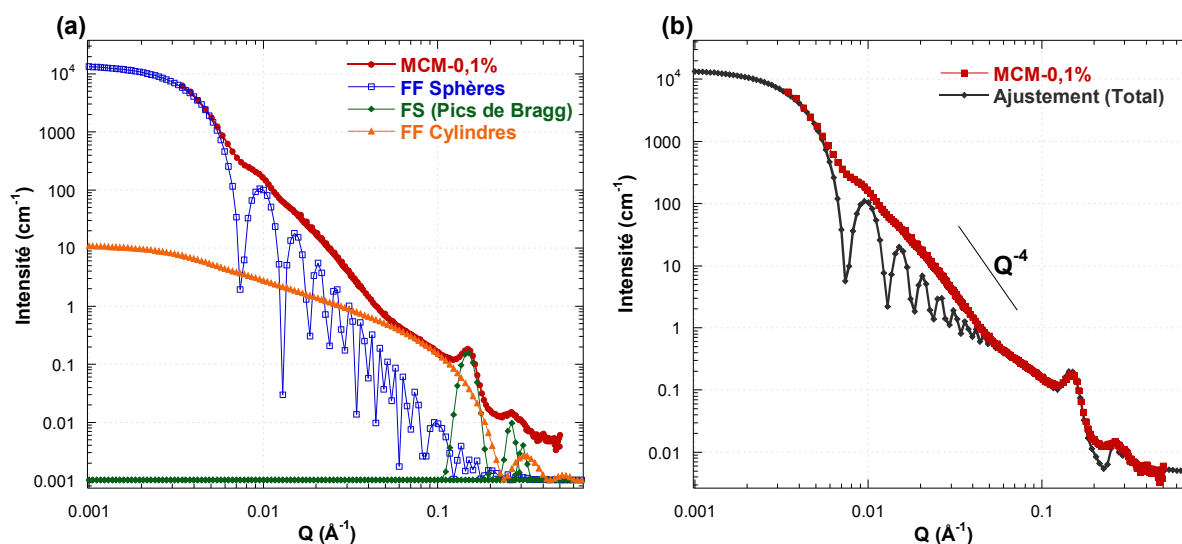 (a)
MCM-0,1%
FF Sphères
FS (Pics de Bragg)
FF Cylindres
10⁴
1000
100
10
1
0.1
0.01
0.001
0.001
0.01
0.1
Intensité (cm⁻¹)
Q (Å⁻¹)
(b)
MCM-0,1%
Ajustement (Total)
Q⁻⁴
10⁴
1000
100
10
1
0.1
0.01
0.001
0.01
0.1
Intensité (cm⁻¹)
Q (Å⁻¹)